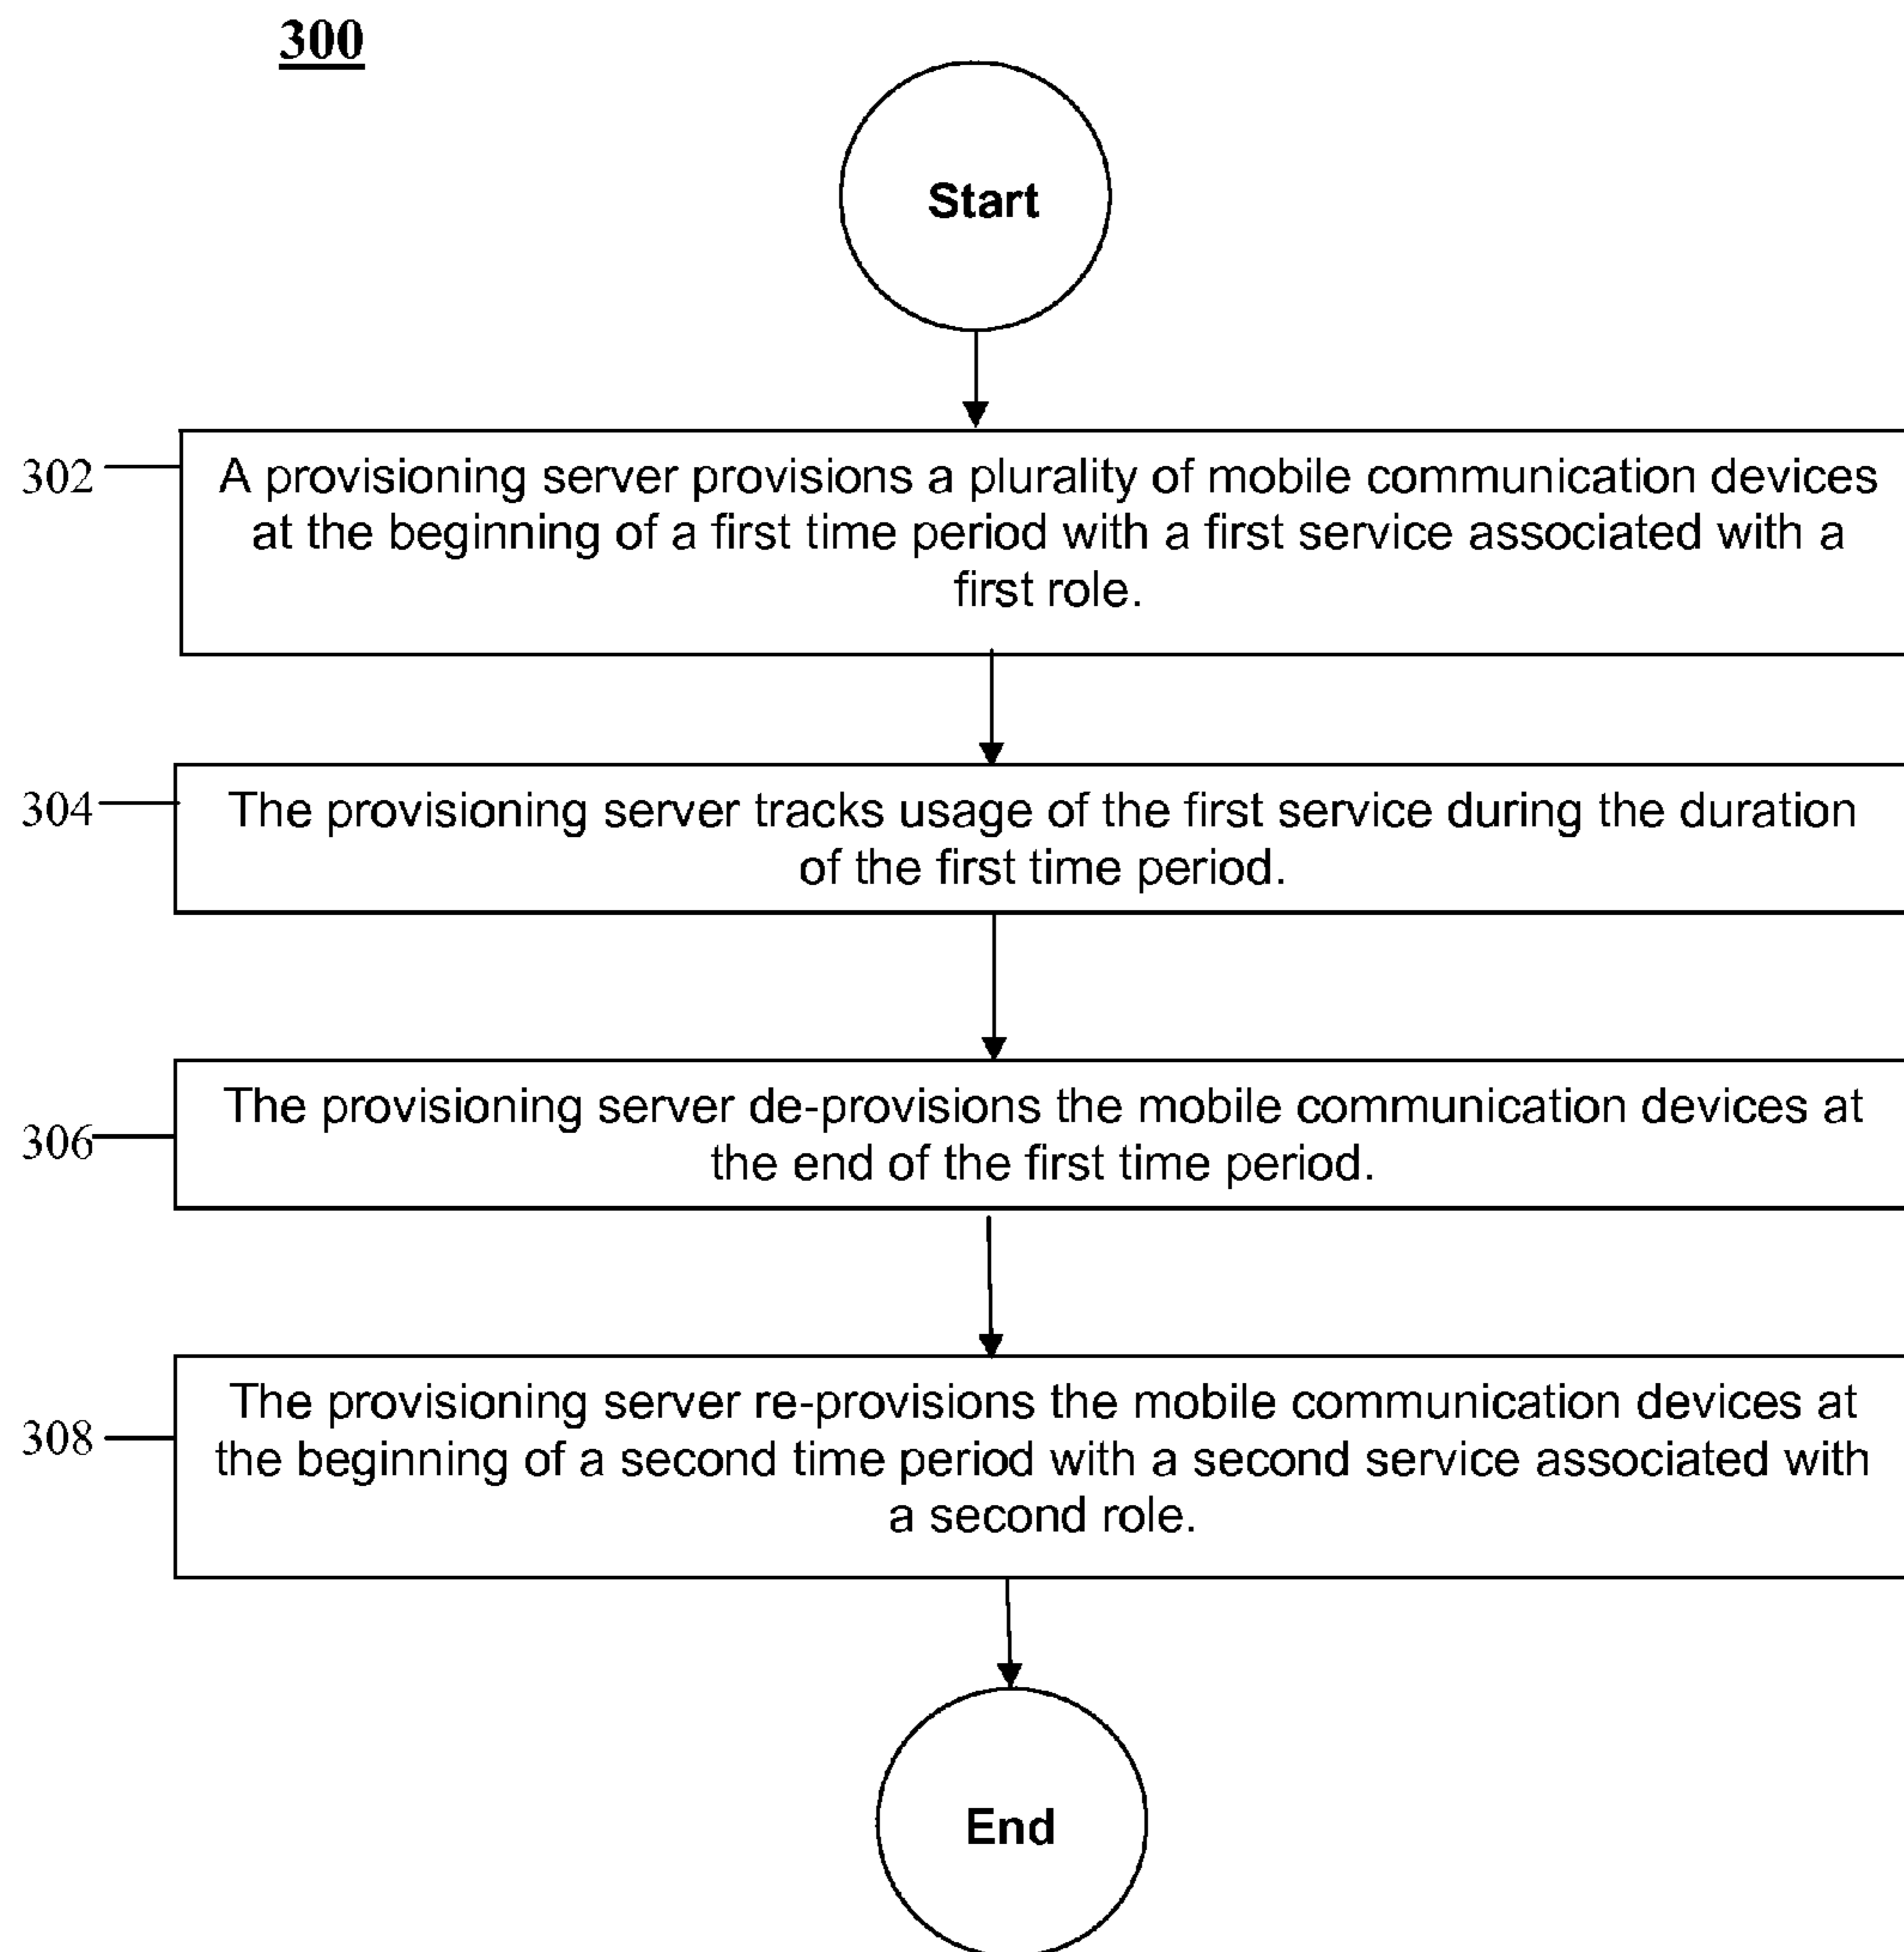 300
Start
302
A provisioning server provisions a plurality of mobile communication devices
at the beginning of a first time period with a first service associated with a
first role.
304
The provisioning server tracks usage of the first service during the duration
of the first time period.
306
The provisioning server de-provisions the mobile communication devices at
the end of the first time period.
308
The provisioning server re-provisions the mobile communication devices at
the beginning of a second time period with a second service associated with
a second role.
End